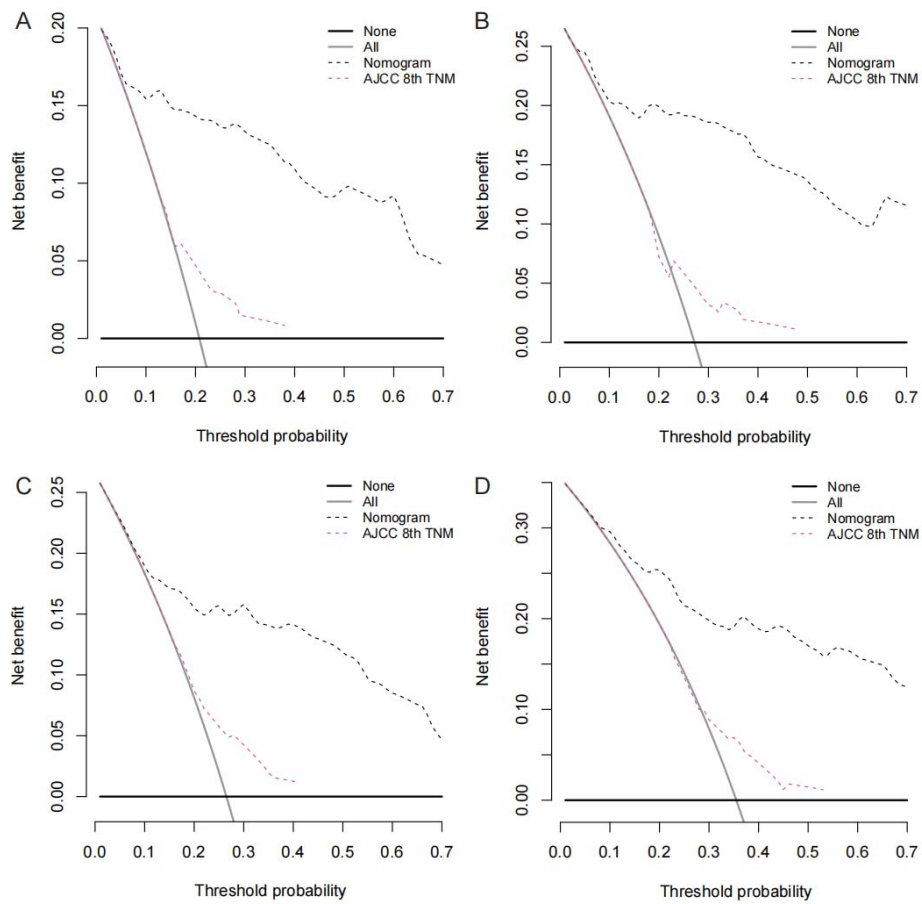 A
None
All
Nomogram
AJCC 8th TNM
Net benefit
0.20
0.15
0.10
0.05
0.00
0.0 0.1 0.2 0.3 0.4 0.5 0.6 0.7
Threshold probability
B
None
All
Nomogram
AJCC 8th TNM
Net benefit
0.25
0.20
0.15
0.10
0.05
0.00
0.0 0.1 0.2 0.3 0.4 0.5 0.6 0.7
Threshold probability
C
None
All
Nomogram
AJCC 8th TNM
Net benefit
0.25
0.20
0.15
0.10
0.05
0.00
0.0 0.1 0.2 0.3 0.4 0.5 0.6 0.7
Threshold probability
D
None
All
Nomogram
AJCC 8th TNM
Net benefit
0.30
0.20
0.10
0.00
0.0 0.1 0.2 0.3 0.4 0.5 0.6 0.7
Threshold probability